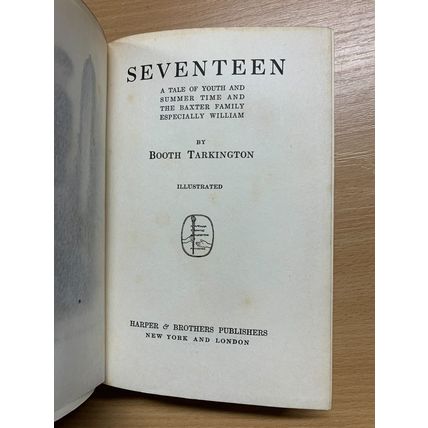 SEVENTEEN
A TALE OF YOUTH AND
SUMMER TIME AND
THE BAXTER FAMILY
ESPECIALLY WILLIAM
BY
BOOTH TARKINGTON
ILLUSTRATED
HARPER & BROTHERS PUBLISHERS
NEW YORK AND LONDON